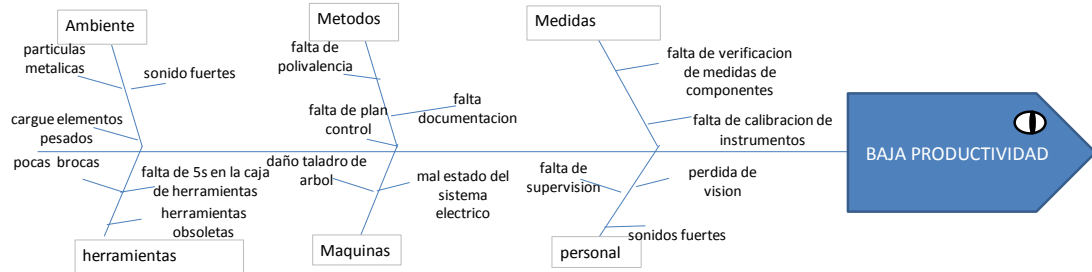 Ambiente
particulas
metalicas
sonido fuertes
cargue elementos
pesados
Metodos
falta de
polivalencia
falta de plan
control
falta
documentacion
Medidas
falta de verificacion
de medidas de
componentes
falta de calibracion de
instrumentos
BAJA PRODUCTIVIDAD
pocas brocas
falta de 5s en la caja
de herramientas
herramientas
obsoletas
herramientas
daño taladro de
arbol
mal estado del
sistema
electrico
Maquinas
falta de
supervision
perdida de
vision
sonidos fuertes
personal